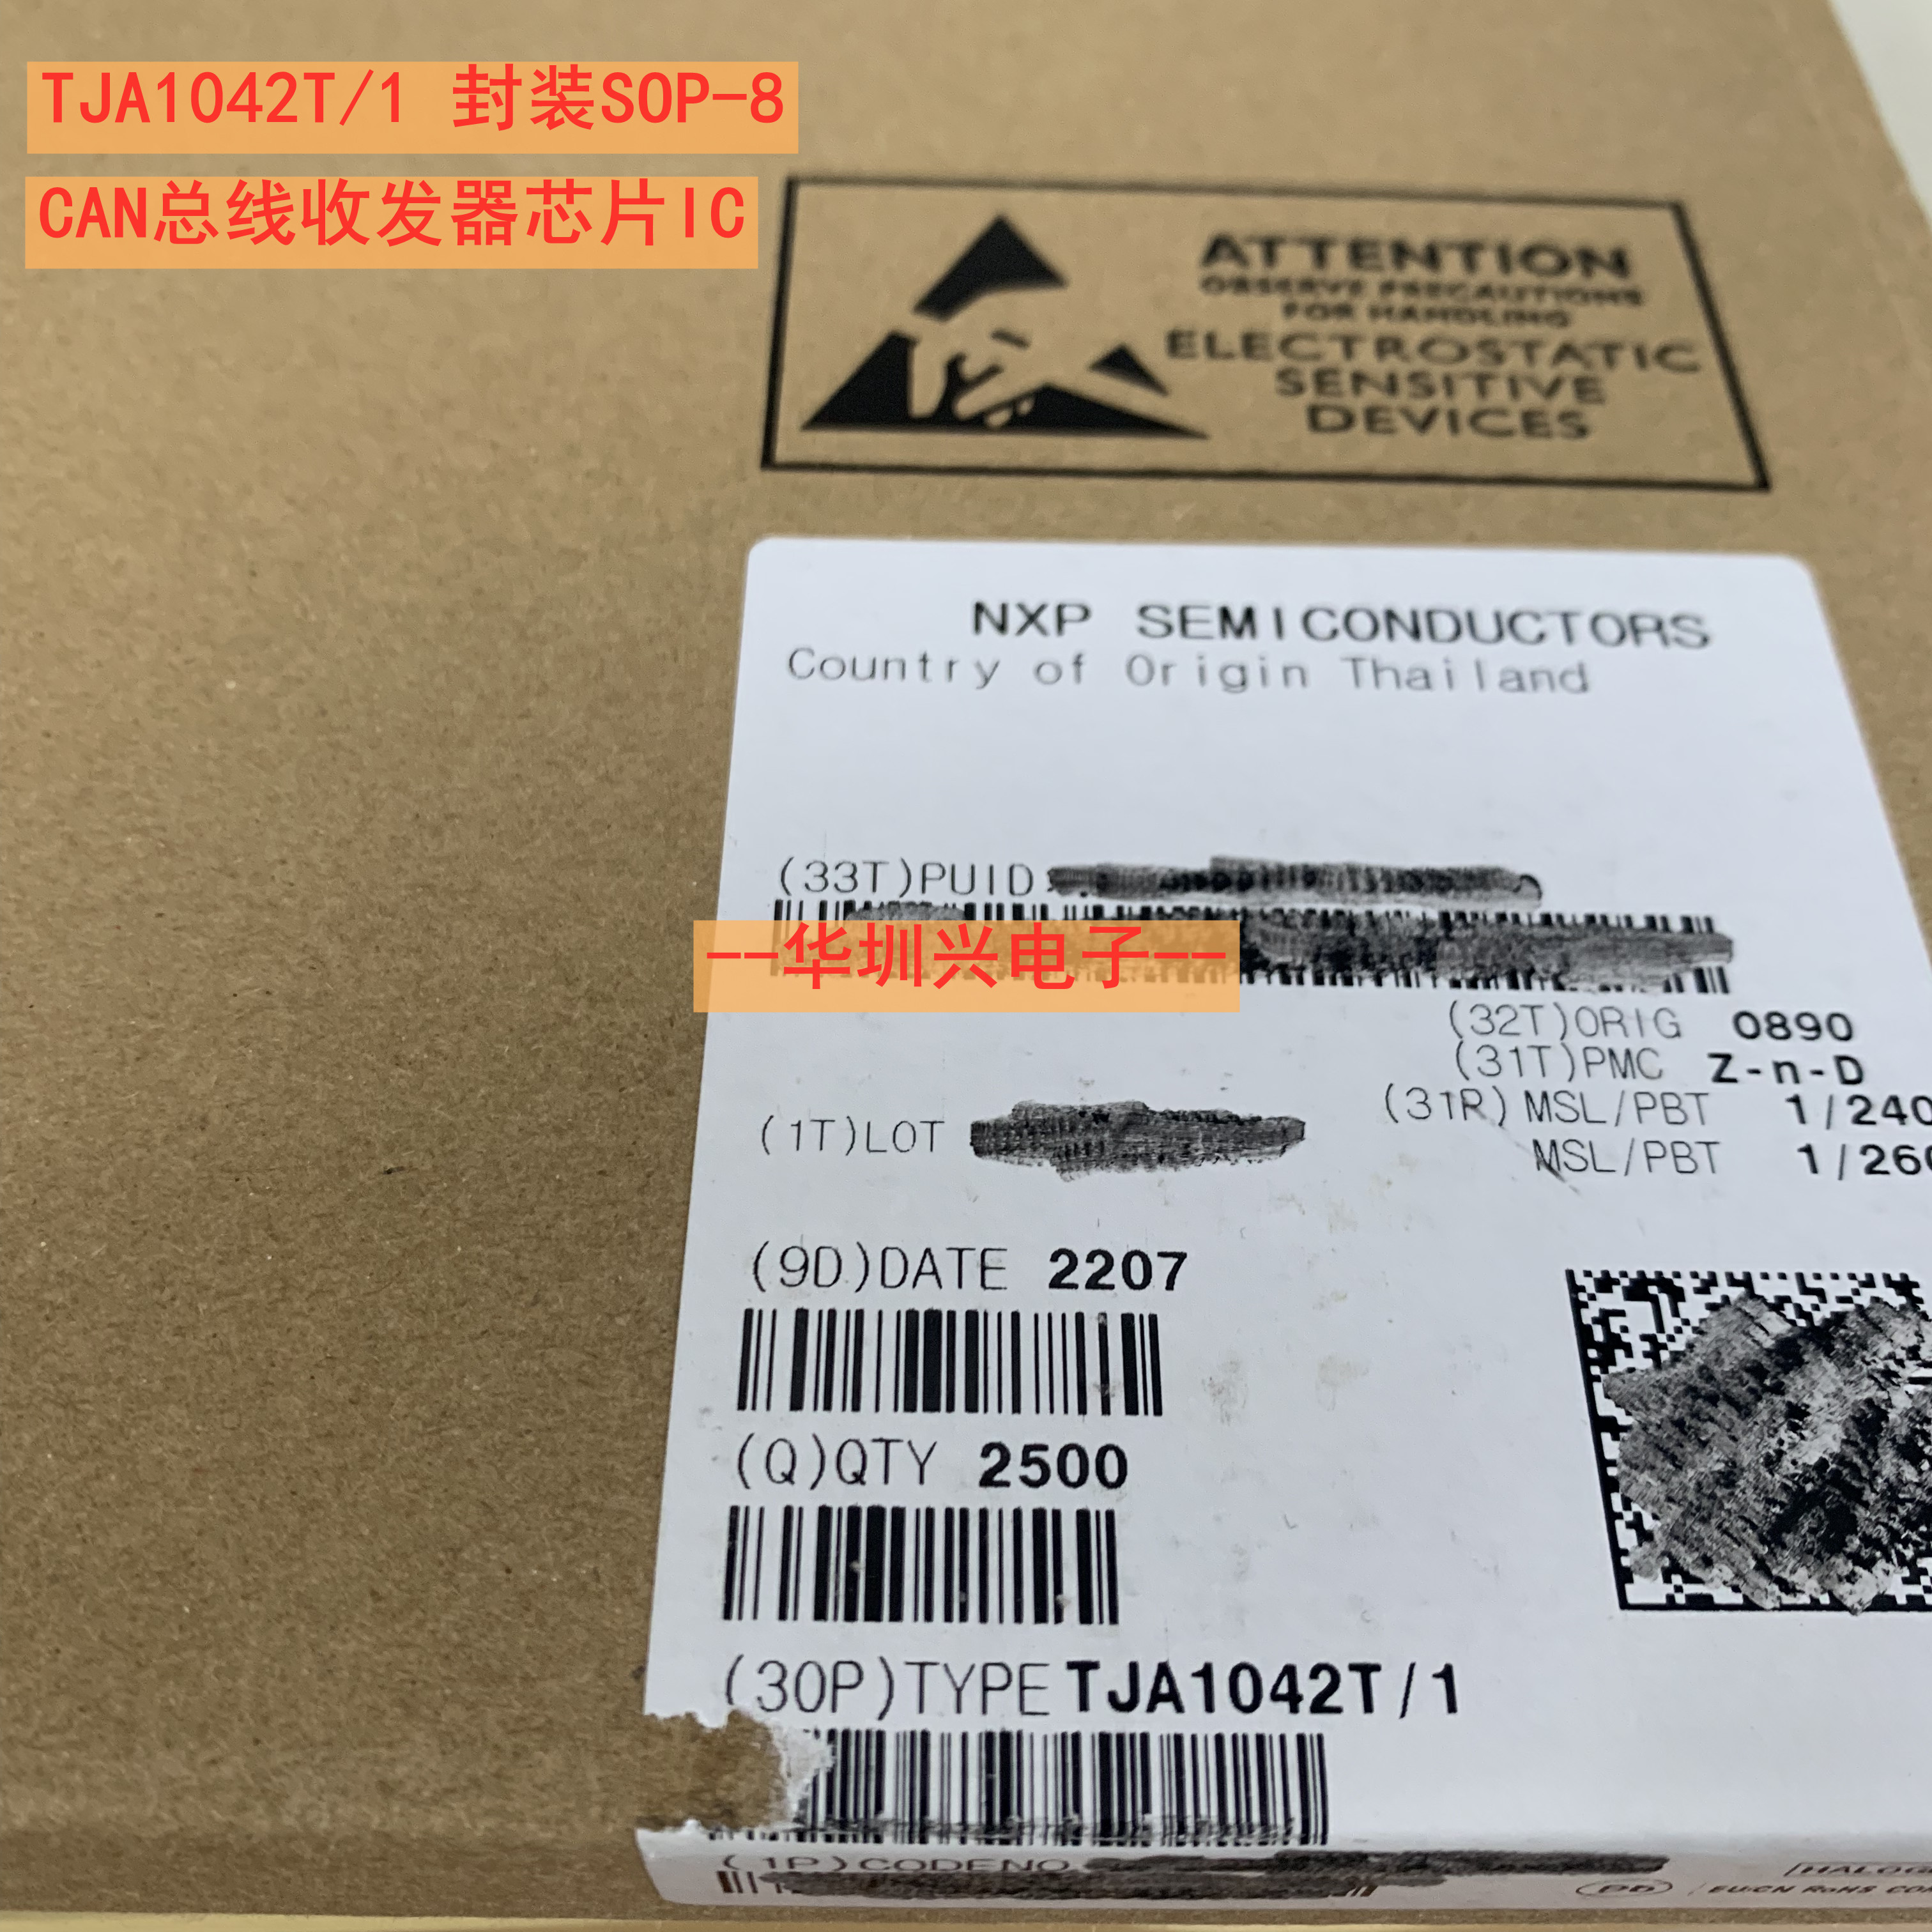 TJA1042T/1 封装SOP-8
CAN总线收发器芯片IC
ATTENTION
OBSERVE PRECAUTIONS
FOR HANDLING
ELECTROSTATIC
SENSITIVE
DEVICES
NXP SEMICONDUCTORS
Country of Origin Thailand
(33T)PUID
--华圳兴电子--
(32T)ORIG 0890
(31T)PMC Z-n-D
(31R) MSL/PBT 1/240
MSL/PBT 1/260
(1T)LOT
(9D)DATE 2207
(Q)QTY 2500
(30P)TYPE TJA1042T/1
(1P)CODENO